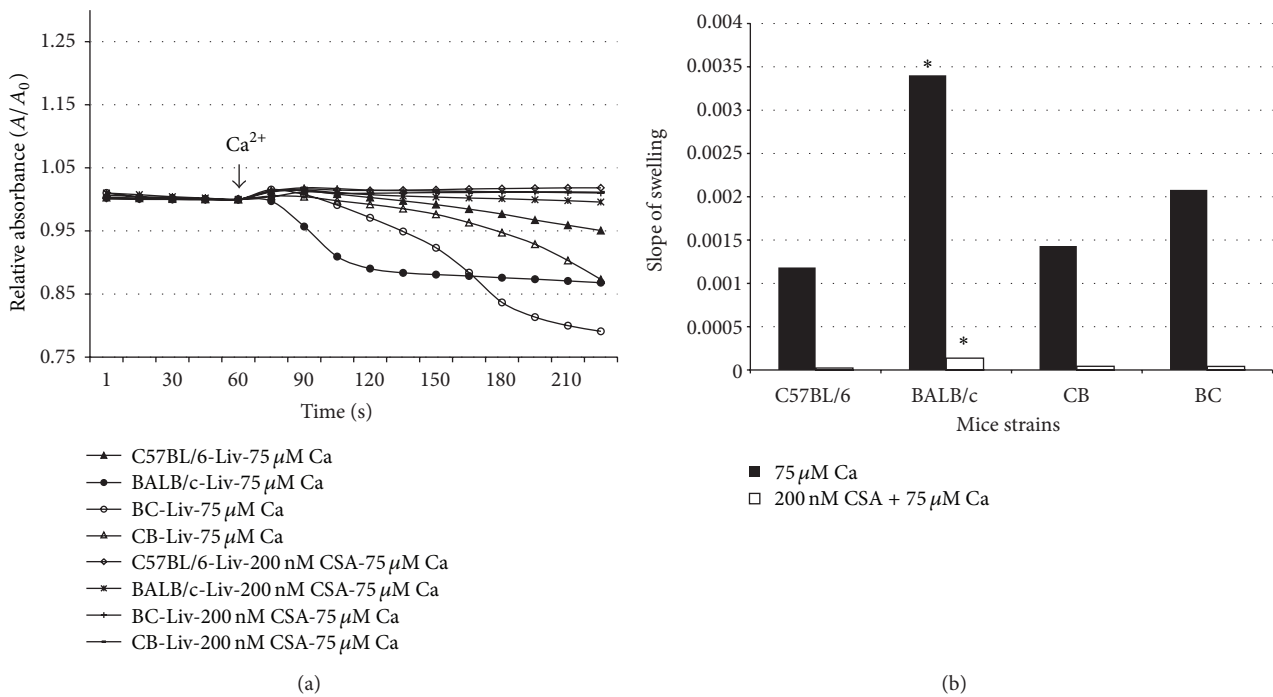 1.25
1.15
1.05
0.95
0.85
0.75
Relative absorbance (A/A₀)
Ca²⁺
1 30 60 90 120 150 180 210
Time (s)
C57BL/6-Liv-75 μM Ca
BALB/c-Liv-75 μM Ca
BC-Liv-75 μM Ca
CB-Liv-75 μM Ca
C57BL/6-Liv-200 nM CSA-75 μM Ca
BALB/c-Liv-200 nM CSA-75 μM Ca
BC-Liv-200 nM CSA-75 μM Ca
CB-Liv-200 nM CSA-75 μM Ca
(a)
0.004
0.0035
0.003
0.0025
0.002
0.0015
0.001
0.0005
0
Slope of swelling
*
*
C57BL/6 BALB/c CB BC
Mice strains
75 μM Ca
200 nM CSA + 75 μM Ca
(b)